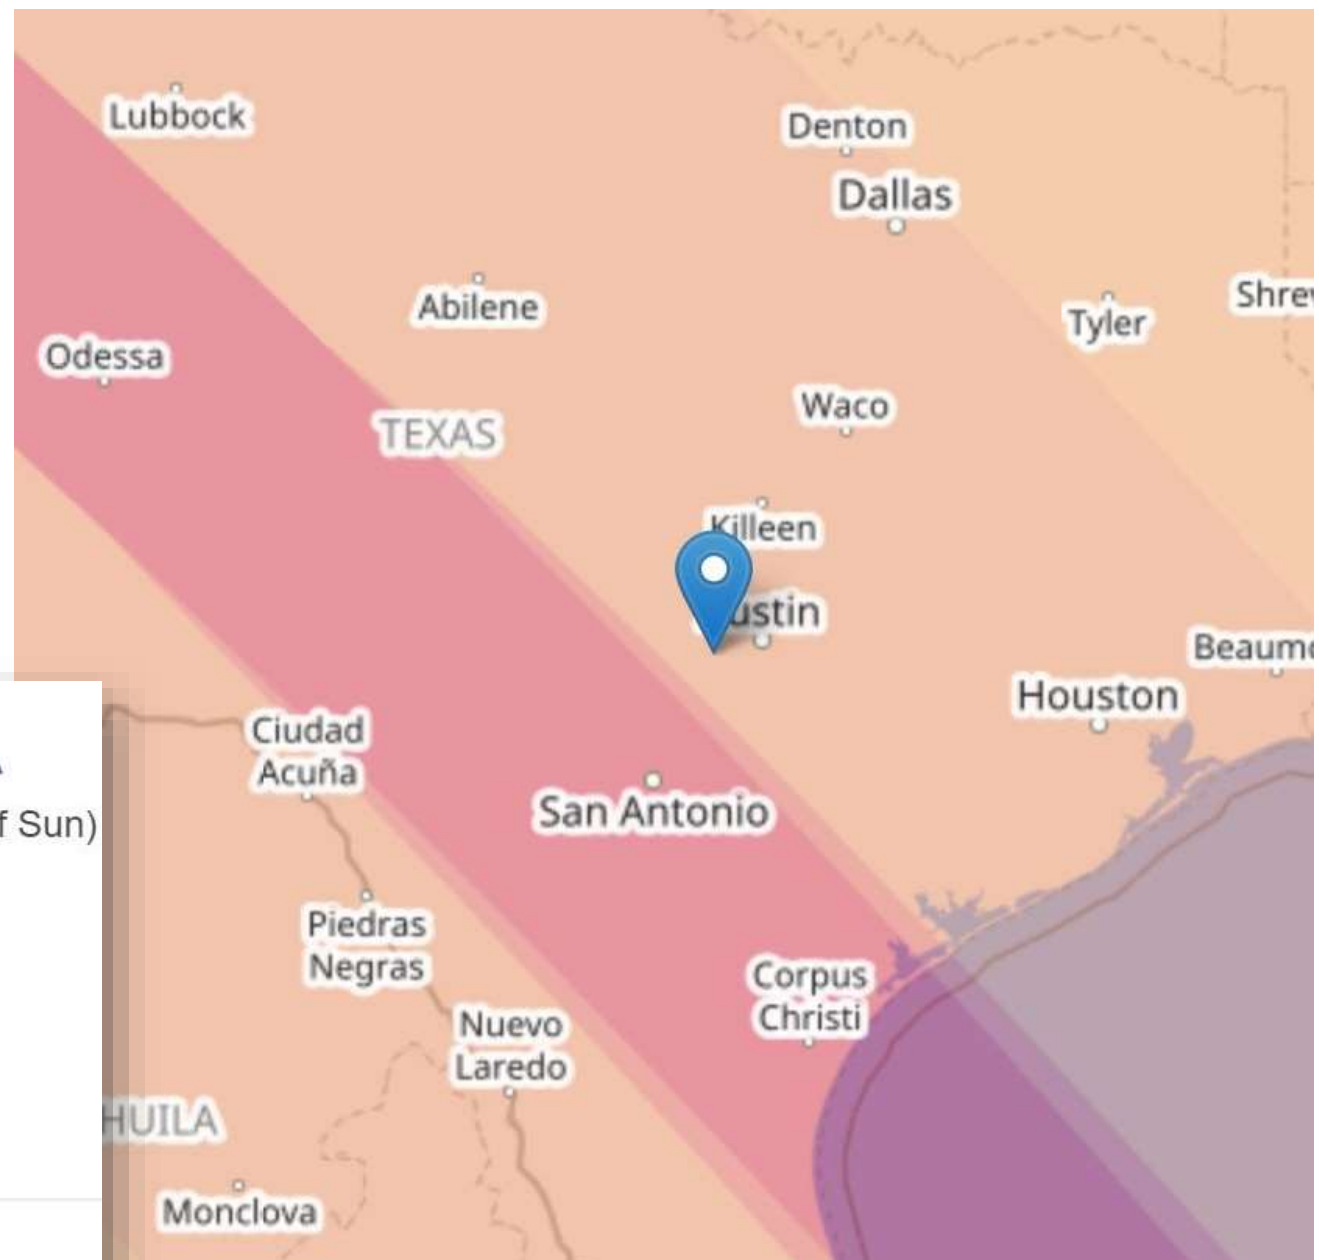 Lubbock
Denton
Dallas
Abilene
Shre
Tyler
Odessa
Waco
TEXAS
Killeen
ustin
Beaum
Houston
Ciudad
Acuña
San Antonio
f Sun)
Piedras
Negras
Corpus
Christi
Nuevo
Laredo
HUILA
Monclova